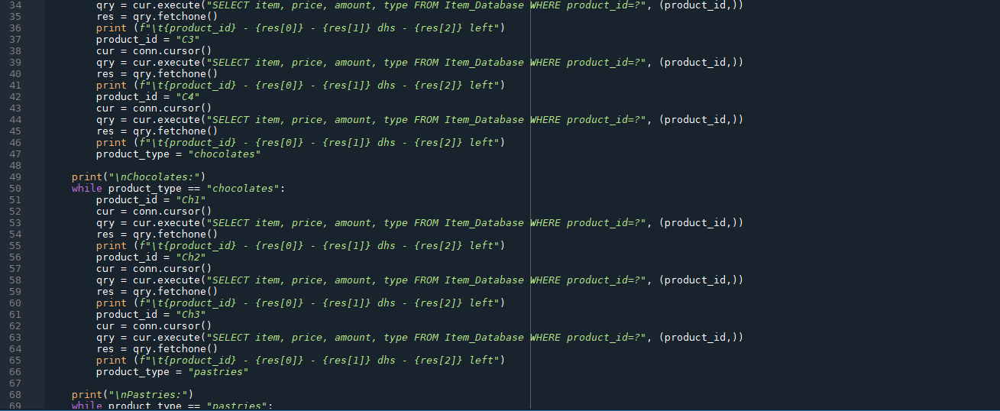 34 qry = cur.execute("SELECT item, price, amount, type FROM Item_Database WHERE product_id=?", (product_id,))
35 res = qry.fetchone()
36 print (f"\t{product_id} - {res[0]} - {res[1]} dhs - {res[2]} left")
37 product_id = "C3"
38 cur = conn.cursor()
39 qry = cur.execute("SELECT item, price, amount, type FROM Item_Database WHERE product_id=?", (product_id,))
40 res = qry.fetchone()
41 print (f"\t{product_id} - {res[0]} - {res[1]} dhs - {res[2]} left")
42 product_id = "C4"
43 cur = conn.cursor()
44 qry = cur.execute("SELECT item, price, amount, type FROM Item_Database WHERE product_id=?", (product_id,))
45 res = qry.fetchone()
46 print (f"\t{product_id} - {res[0]} - {res[1]} dhs - {res[2]} left")
47 product_type = "chocolates"
48
49 print("\nChocolates:")
50 while product_type == "chocolates":
51 product_id = "Ch1"
52 cur = conn.cursor()
53 qry = cur.execute("SELECT item, price, amount, type FROM Item_Database WHERE product_id=?", (product_id,))
54 res = qry.fetchone()
55 print (f"\t{product_id} - {res[0]} - {res[1]} dhs - {res[2]} left")
56 product_id = "Ch2"
57 cur = conn.cursor()
58 qry = cur.execute("SELECT item, price, amount, type FROM Item_Database WHERE product_id=?", (product_id,))
59 res = qry.fetchone()
60 print (f"\t{product_id} - {res[0]} - {res[1]} dhs - {res[2]} left")
61 product_id = "Ch3"
62 cur = conn.cursor()
63 qry = cur.execute("SELECT item, price, amount, type FROM Item_Database WHERE product_id=?", (product_id,))
64 res = qry.fetchone()
65 print (f"\t{product_id} - {res[0]} - {res[1]} dhs - {res[2]} left")
66 product_type = "pastries"
67
68 print("\nPastries:")
69 while product_type == "pastries":